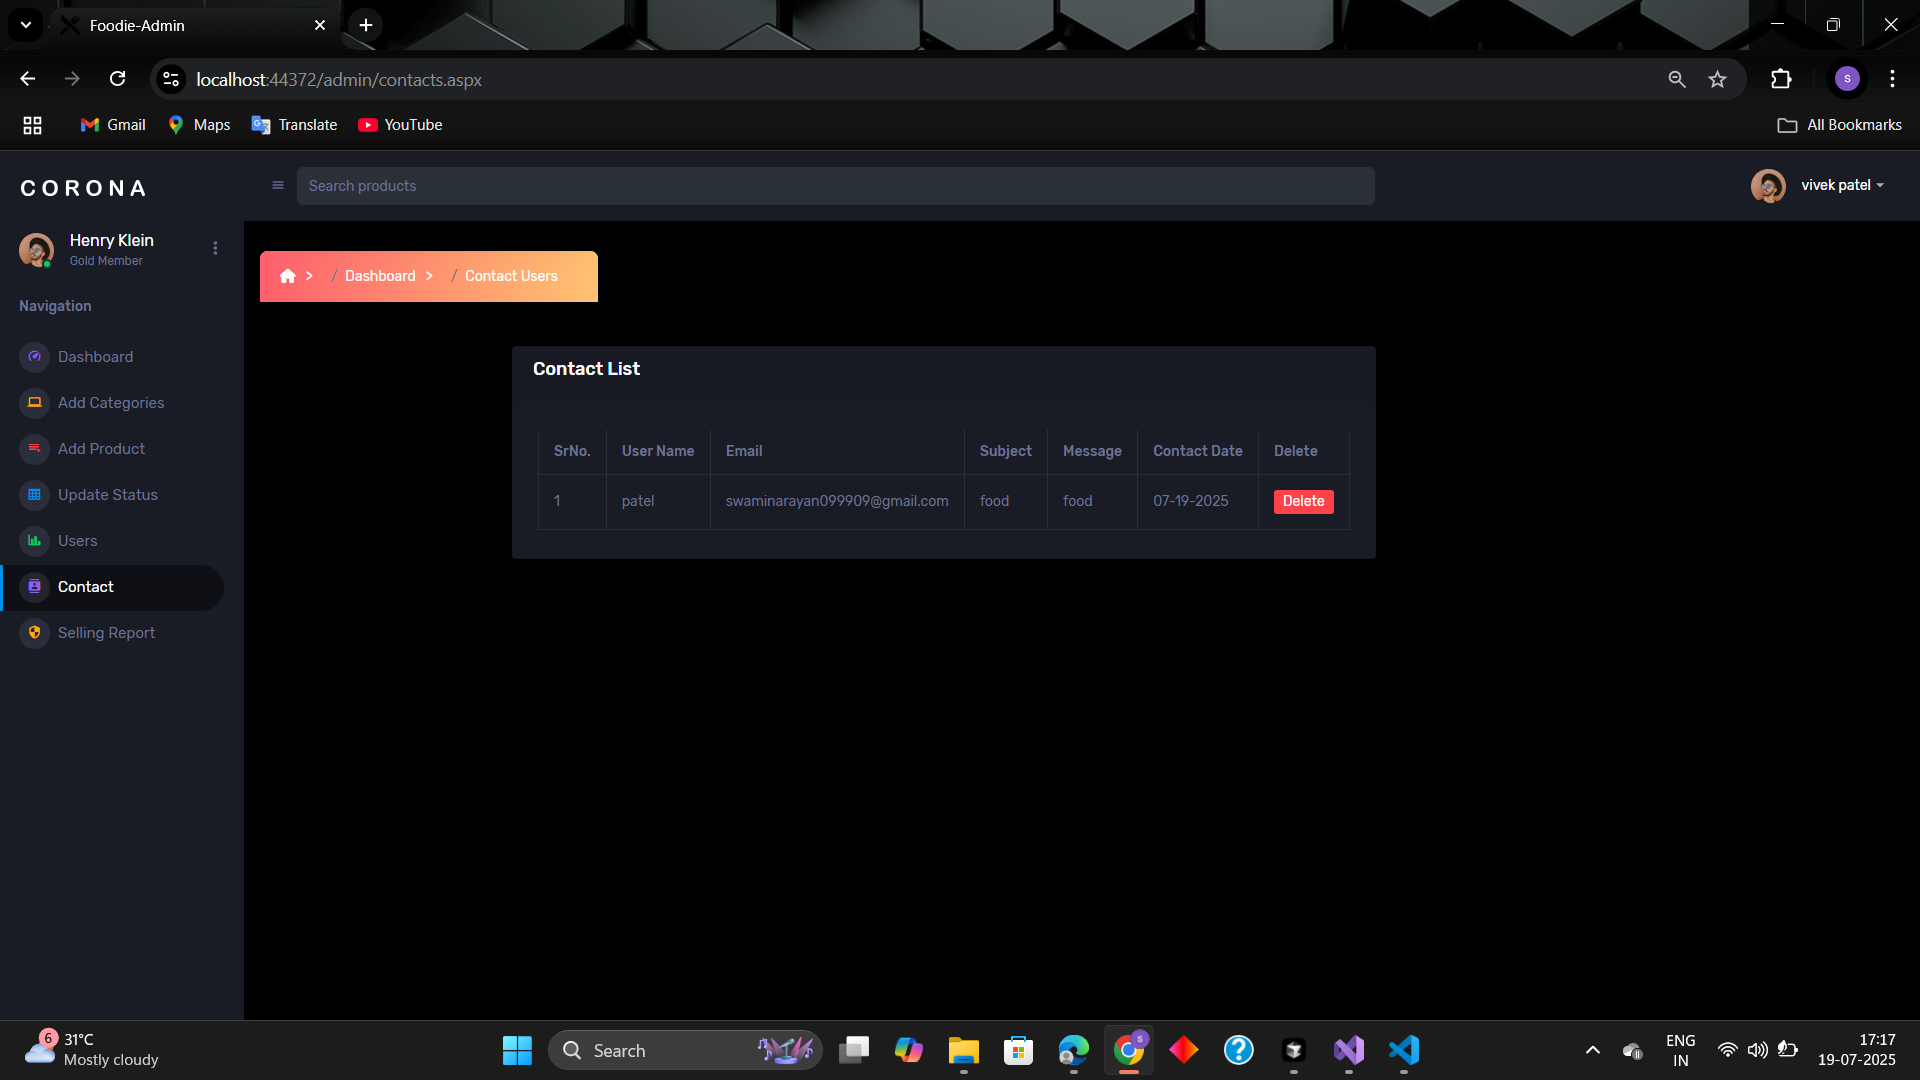 Foodie-Admin
localhost:44372/admin/contacts.aspx
S
Gmail
Maps
Translate
YouTube
All Bookmarks
CORONA
Search products
vivek patel
Henry Klein
Gold Member
> / Dashboard > / Contact Users
Navigation
Dashboard
Add Categories
Add Product
Update Status
Users
Contact
Selling Report
Contact List
SrNo. User Name Email Subject Message Contact Date Delete
1 patel swaminarayan099909@gmail.com food food 07-19-2025 Delete
6
31°C
Mostly cloudy
Search
S
ENG
IN
17:17
19-07-2025